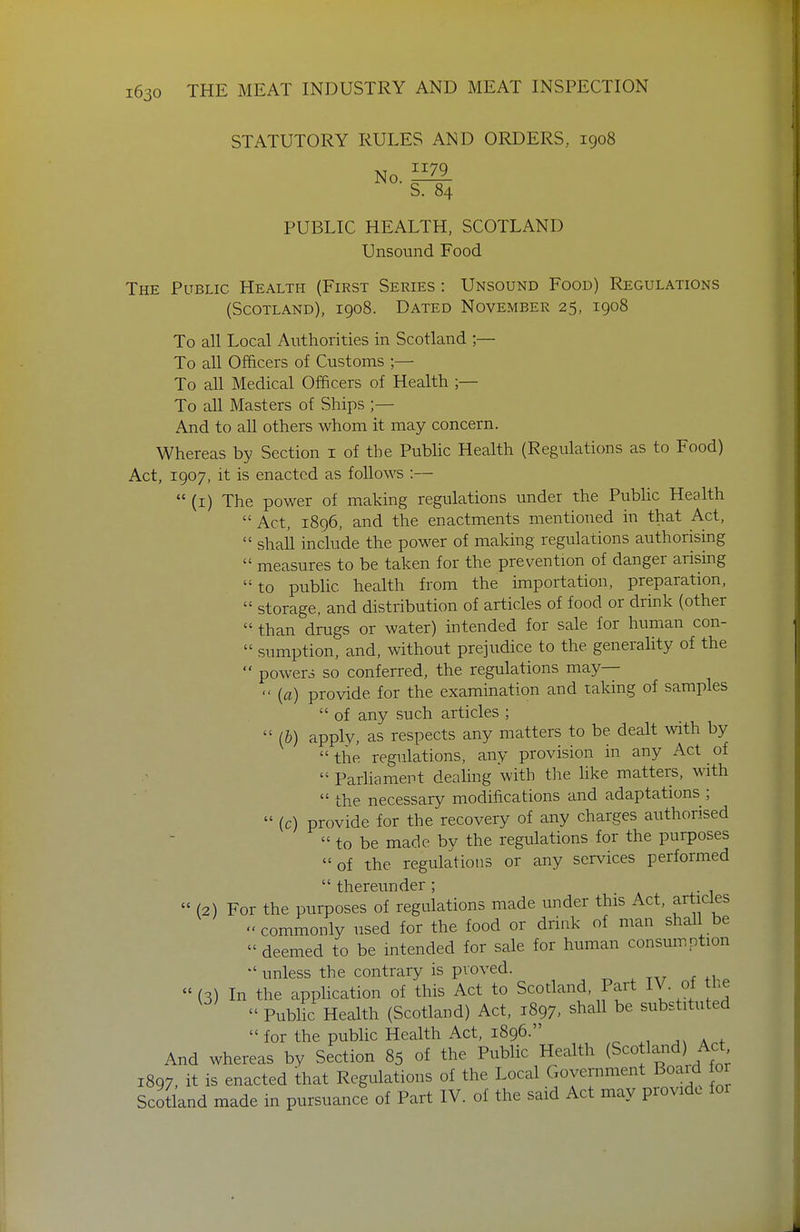 1630 THE MEAT INDUSTRY AND MEAT INSPECTION
STATUTORY RULES AND ORDERS, 1908
No. 1179
S. 84
PUBLIC HEALTH, SCOTLAND
Unsound Food
The Public Health (First Series : Unsound Food) Regulations
(Scotland), 1908. Dated November 25, 1908
To all Local Authorities in Scotland ;—
To all Officers of Customs ;—
To all Medical Officers of Health ;—
To all Masters of Ships ;—
And to all others whom it may concern.
Whereas by Section 1 of the Public Health (Regulations as to Food)
Act, 1907, it is enacted as follows :—
“ (1) The power of making regulations under the Public Health
“ Act, 1896, and the enactments mentioned in that Act,
“ shall include the power of making regulations authorising
“ measures to be taken for the prevention of danger arising
“ to public health from the importation, preparation,
“ storage, and distribution of articles of food or drink (other
“ than drugs or water) intended for sale for human con-
“ sumption, and, without prejudice to the generality of the
“ powers so conferred, the regulations may—
“ (a) provide for the examination and taking of samples
“ of any such articles ;
“ (b) apply, as respects any matters to be dealt with by
“ the regulations, any provision in any Act of
“ Parliament dealing with the like matters, with
“ the necessary modifications and adaptations ;
“ (c) provide for the recovery of any charges authorised
“ to be made by the regulations for the purposes
“ of the regulations or any services performed
“ thereunder ;
“ (2) For the purposes of regulations made under this Act, articles
“ commonly used for the food or drink of man shall be
“ deemed to be intended for sale for human consumption
“ unless the contrary is proved.
“ (3) In the application of this Act to Scotland, Part IV. of the
“ Public Health (Scotland) Act, 1897, shall be substituted
“ for the public Health Act, 1896.”
And whereas by Section 85 of the Public Health (Scotland) Act,
1897, it is enacted that Regulations of the Local Government Board for
Scotland made in pursuance of Part IV. of the said Act may provide for